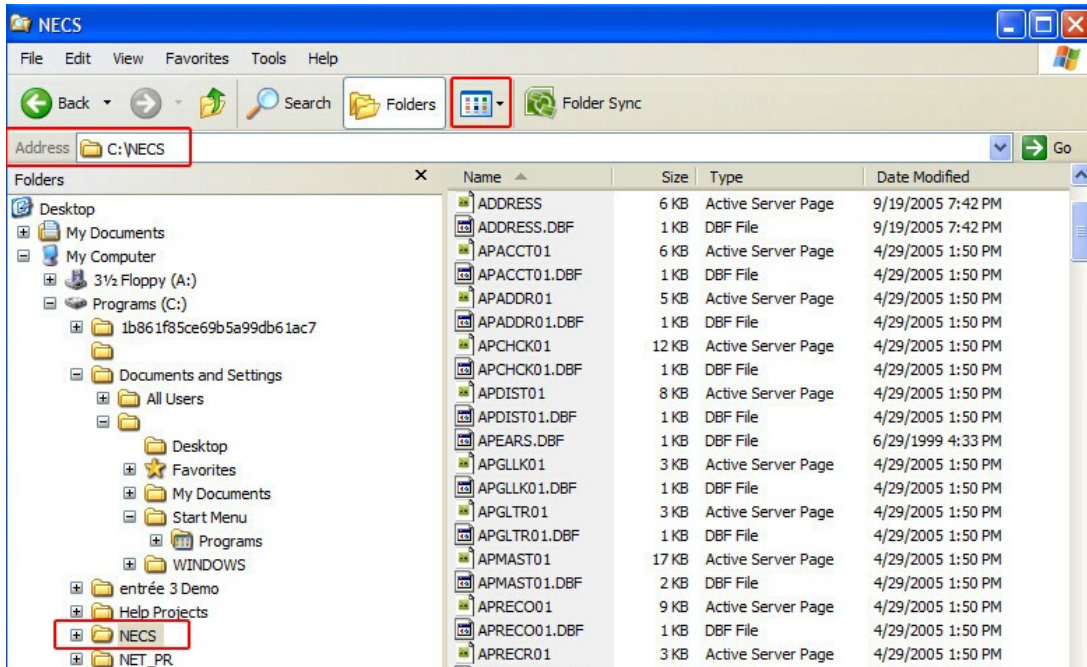 NECS
File Edit View Favorites Tools Help
Back Search Folders Folder Sync
Address C:\NECS Go
Folders
Desktop
My Documents
My Computer
3½ Floppy (A:)
Programs (C:)
1b861f85ce69b5a99db61ac7
Documents and Settings
All Users
Desktop
Favorites
My Documents
Start Menu
Programs
WINDOWS
entrée 3 Demo
Help Projects
NECS
NET_PR
Name Size Type Date Modified
ADDRESS 6 KB Active Server Page 9/19/2005 7:42 PM
ADDRESS.DBF 1 KB DBF File 9/19/2005 7:42 PM
APACCT01 6 KB Active Server Page 4/29/2005 1:50 PM
APACCT01.DBF 1 KB DBF File 4/29/2005 1:50 PM
APADDR01 5 KB Active Server Page 4/29/2005 1:50 PM
APADDR01.DBF 1 KB DBF File 4/29/2005 1:50 PM
APCHCK01 12 KB Active Server Page 4/29/2005 1:50 PM
APCHCK01.DBF 1 KB DBF File 4/29/2005 1:50 PM
APDIST01 8 KB Active Server Page 4/29/2005 1:50 PM
APDIST01.DBF 1 KB DBF File 4/29/2005 1:50 PM
APEARS.DBF 1 KB DBF File 6/29/1999 4:33 PM
APGLLK01 3 KB Active Server Page 4/29/2005 1:50 PM
APGLLK01.DBF 1 KB DBF File 4/29/2005 1:50 PM
APGLTR01 3 KB Active Server Page 4/29/2005 1:50 PM
APGLTR01.DBF 1 KB DBF File 4/29/2005 1:50 PM
APMAST01 17 KB Active Server Page 4/29/2005 1:50 PM
APMAST01.DBF 2 KB DBF File 4/29/2005 1:50 PM
APRECO01 9 KB Active Server Page 4/29/2005 1:50 PM
APRECO01.DBF 1 KB DBF File 4/29/2005 1:50 PM
APRECR01 3 KB Active Server Page 4/29/2005 1:50 PM